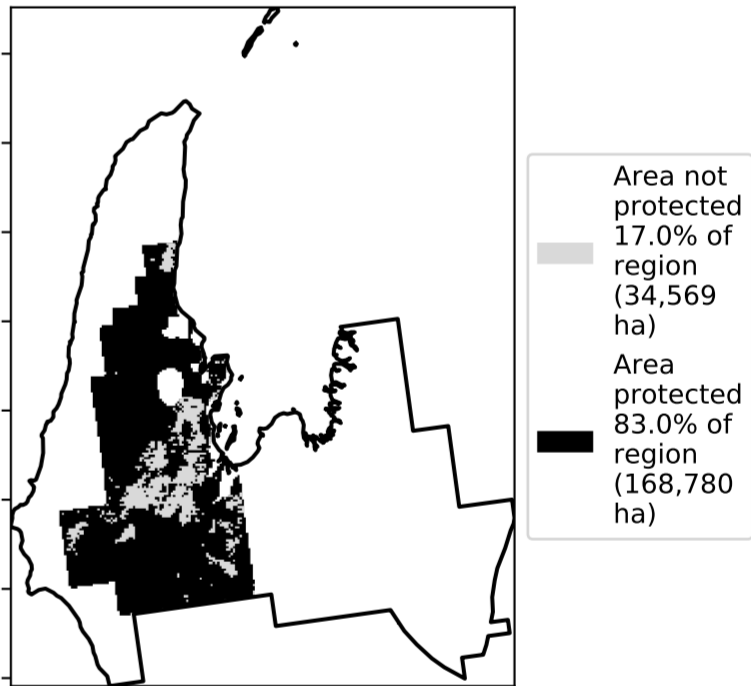 Area not
protected
17.0% of
region
(34,569
ha)
Area
protected
83.0% of
region
(168,780
ha)